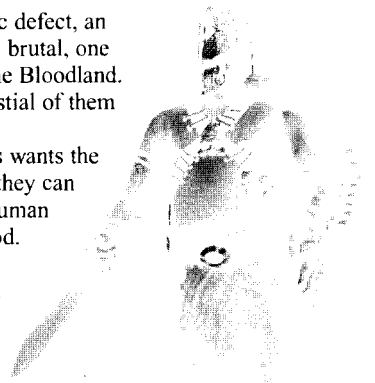 c defect, an
brutal, one
e Bloodland.
stial of them
s wants the
they can
uman
od.